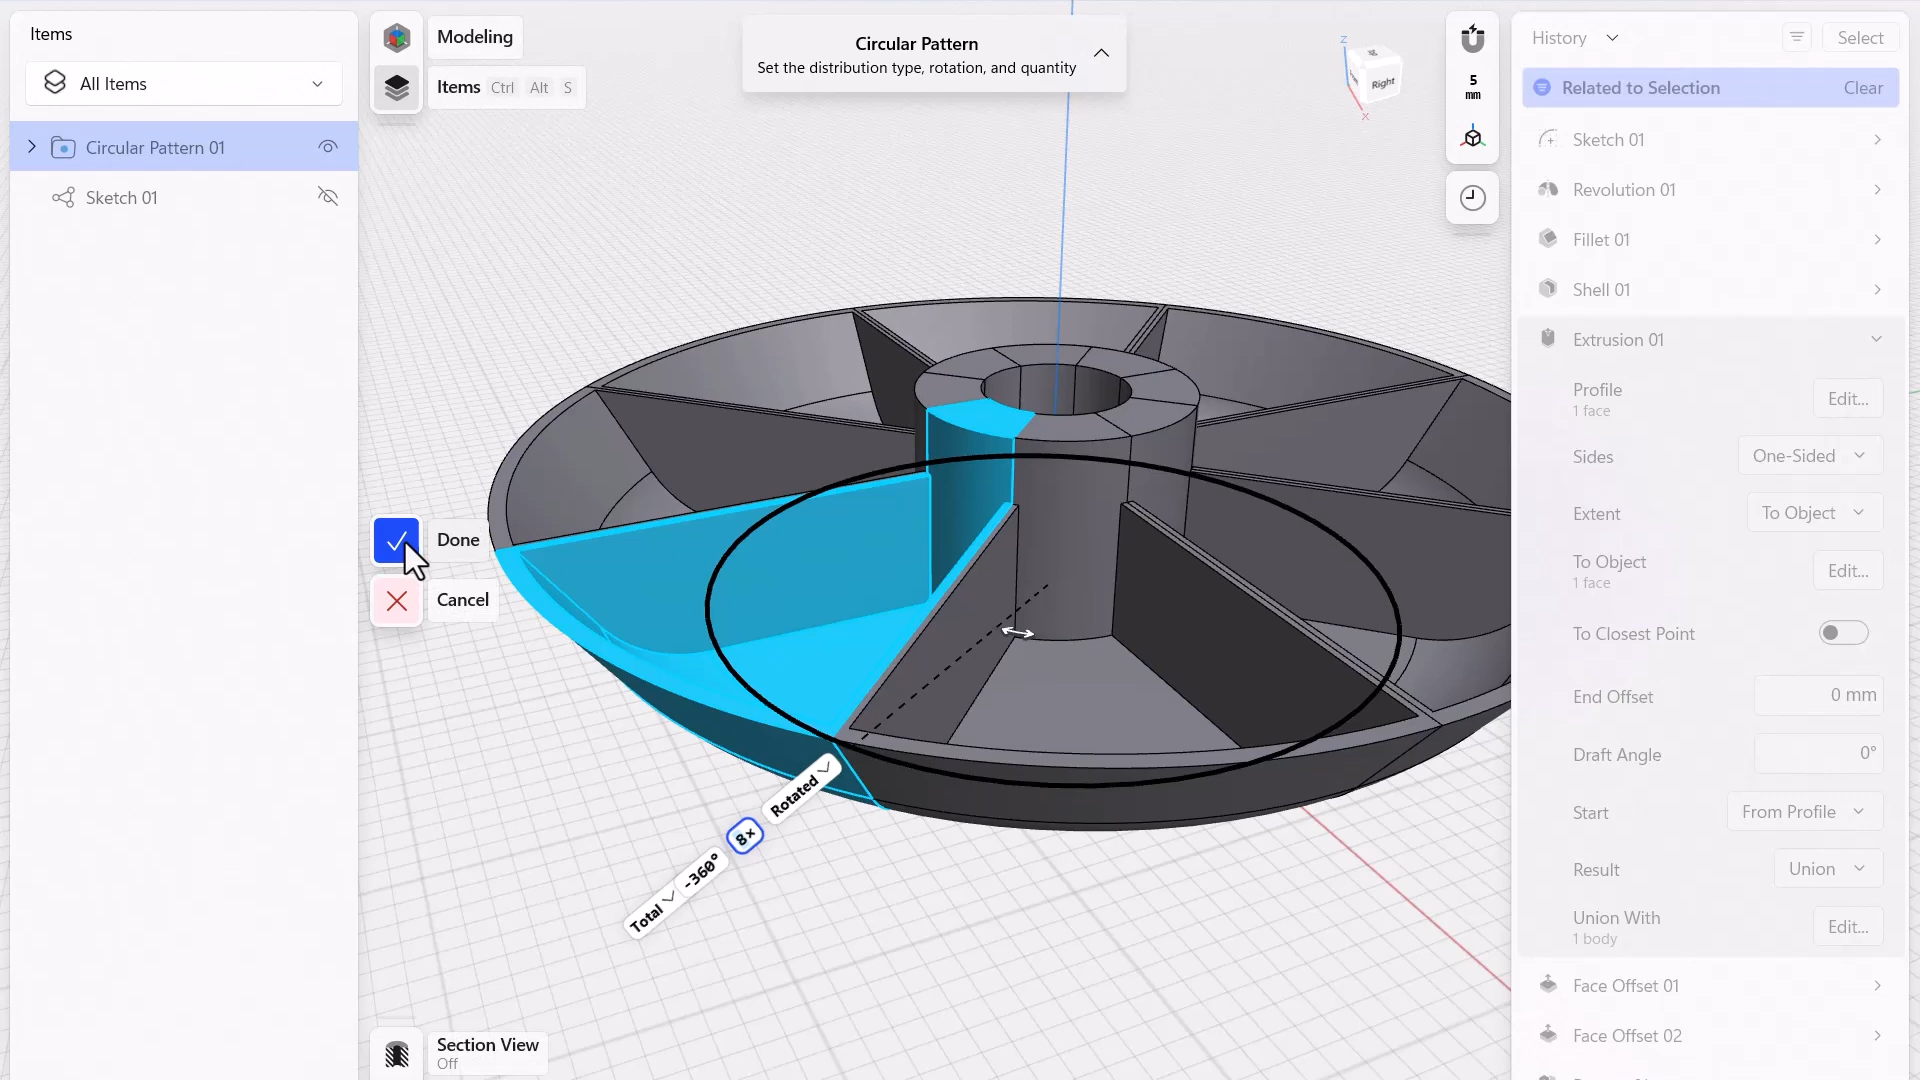 Items
All Items
Circular Pattern 01
Sketch 01
Modeling
Items Ctrl Alt S
Circular Pattern
Set the distribution type, rotation, and quantity
Z
Right
X
5
mm
Done
Cancel
Rotated
8×
-360°
Total
Section View
Off
History
Select
Related to Selection
Clear
Sketch 01
Revolution 01
Fillet 01
Shell 01
Extrusion 01
Profile
1 face
Edit...
Sides
One-Sided
Extent
To Object
To Object
1 face
Edit...
To Closest Point
End Offset
0 mm
Draft Angle
0°
Start
From Profile
Result
Union
Union With
1 body
Edit...
Face Offset 01
Face Offset 02